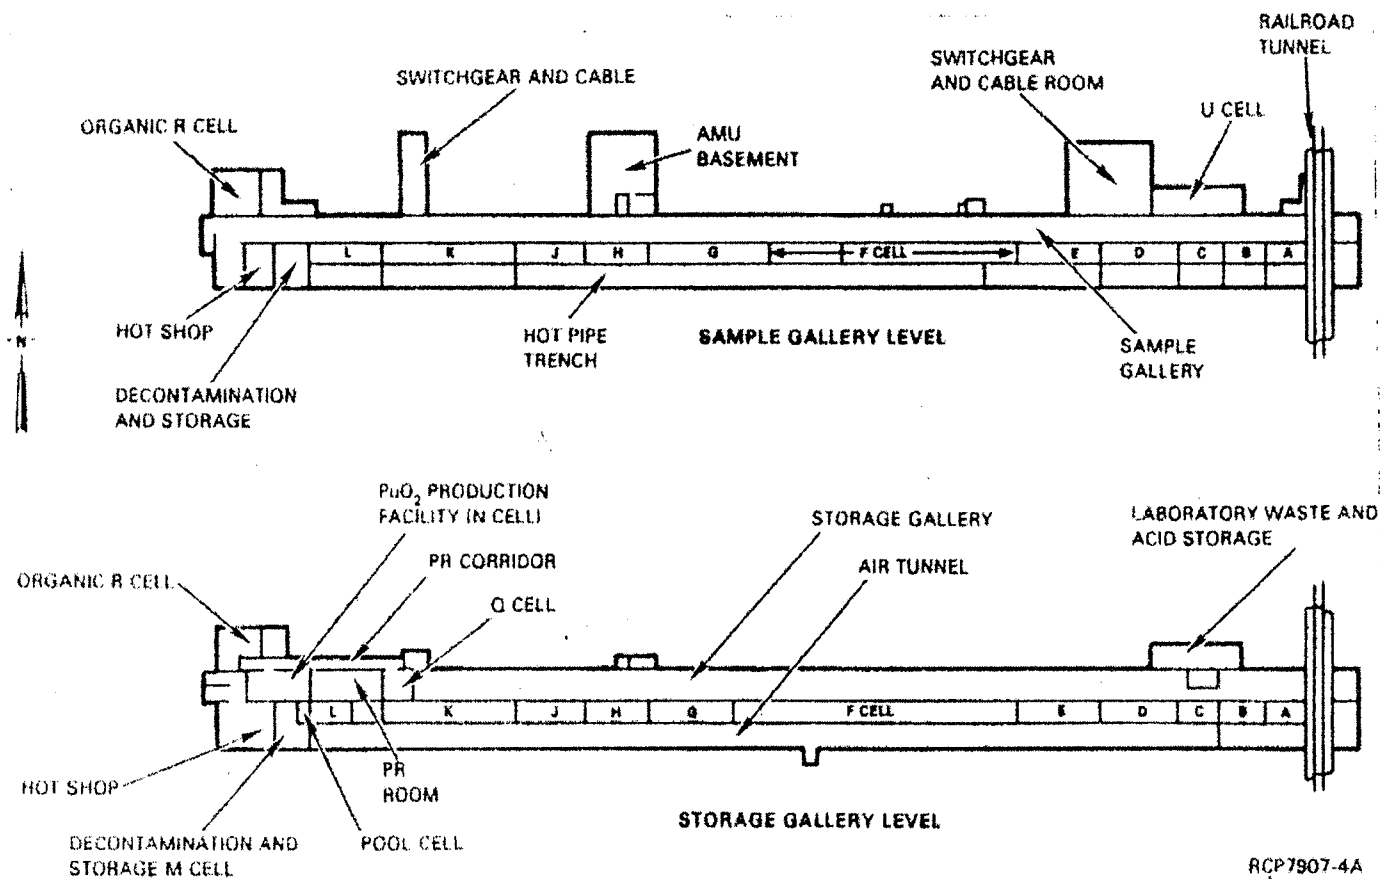 RAILROAD
TUNNEL
SWITCHGEAR
AND CABLE ROOM
SWITCHGEAR AND CABLE
U CELL
ORGANIC R CELL
AMU
BASEMENT
L K J H G F CELL E D C B A
N
HOT SHOP
HOT PIPE
TRENCH
SAMPLE GALLERY LEVEL
SAMPLE
GALLERY
DECONTAMINATION
AND STORAGE
PuO₂ PRODUCTION
FACILITY (N CELL)
STORAGE GALLERY
LABORATORY WASTE AND
ACID STORAGE
PR CORRIDOR
AIR TUNNEL
ORGANIC R CELL
Q CELL
L K J H G F CELL E D C B A
PR
ROOM
HOT SHOP
STORAGE GALLERY LEVEL
DECONTAMINATION AND
STORAGE M CELL
POOL CELL
RCP7907-4A